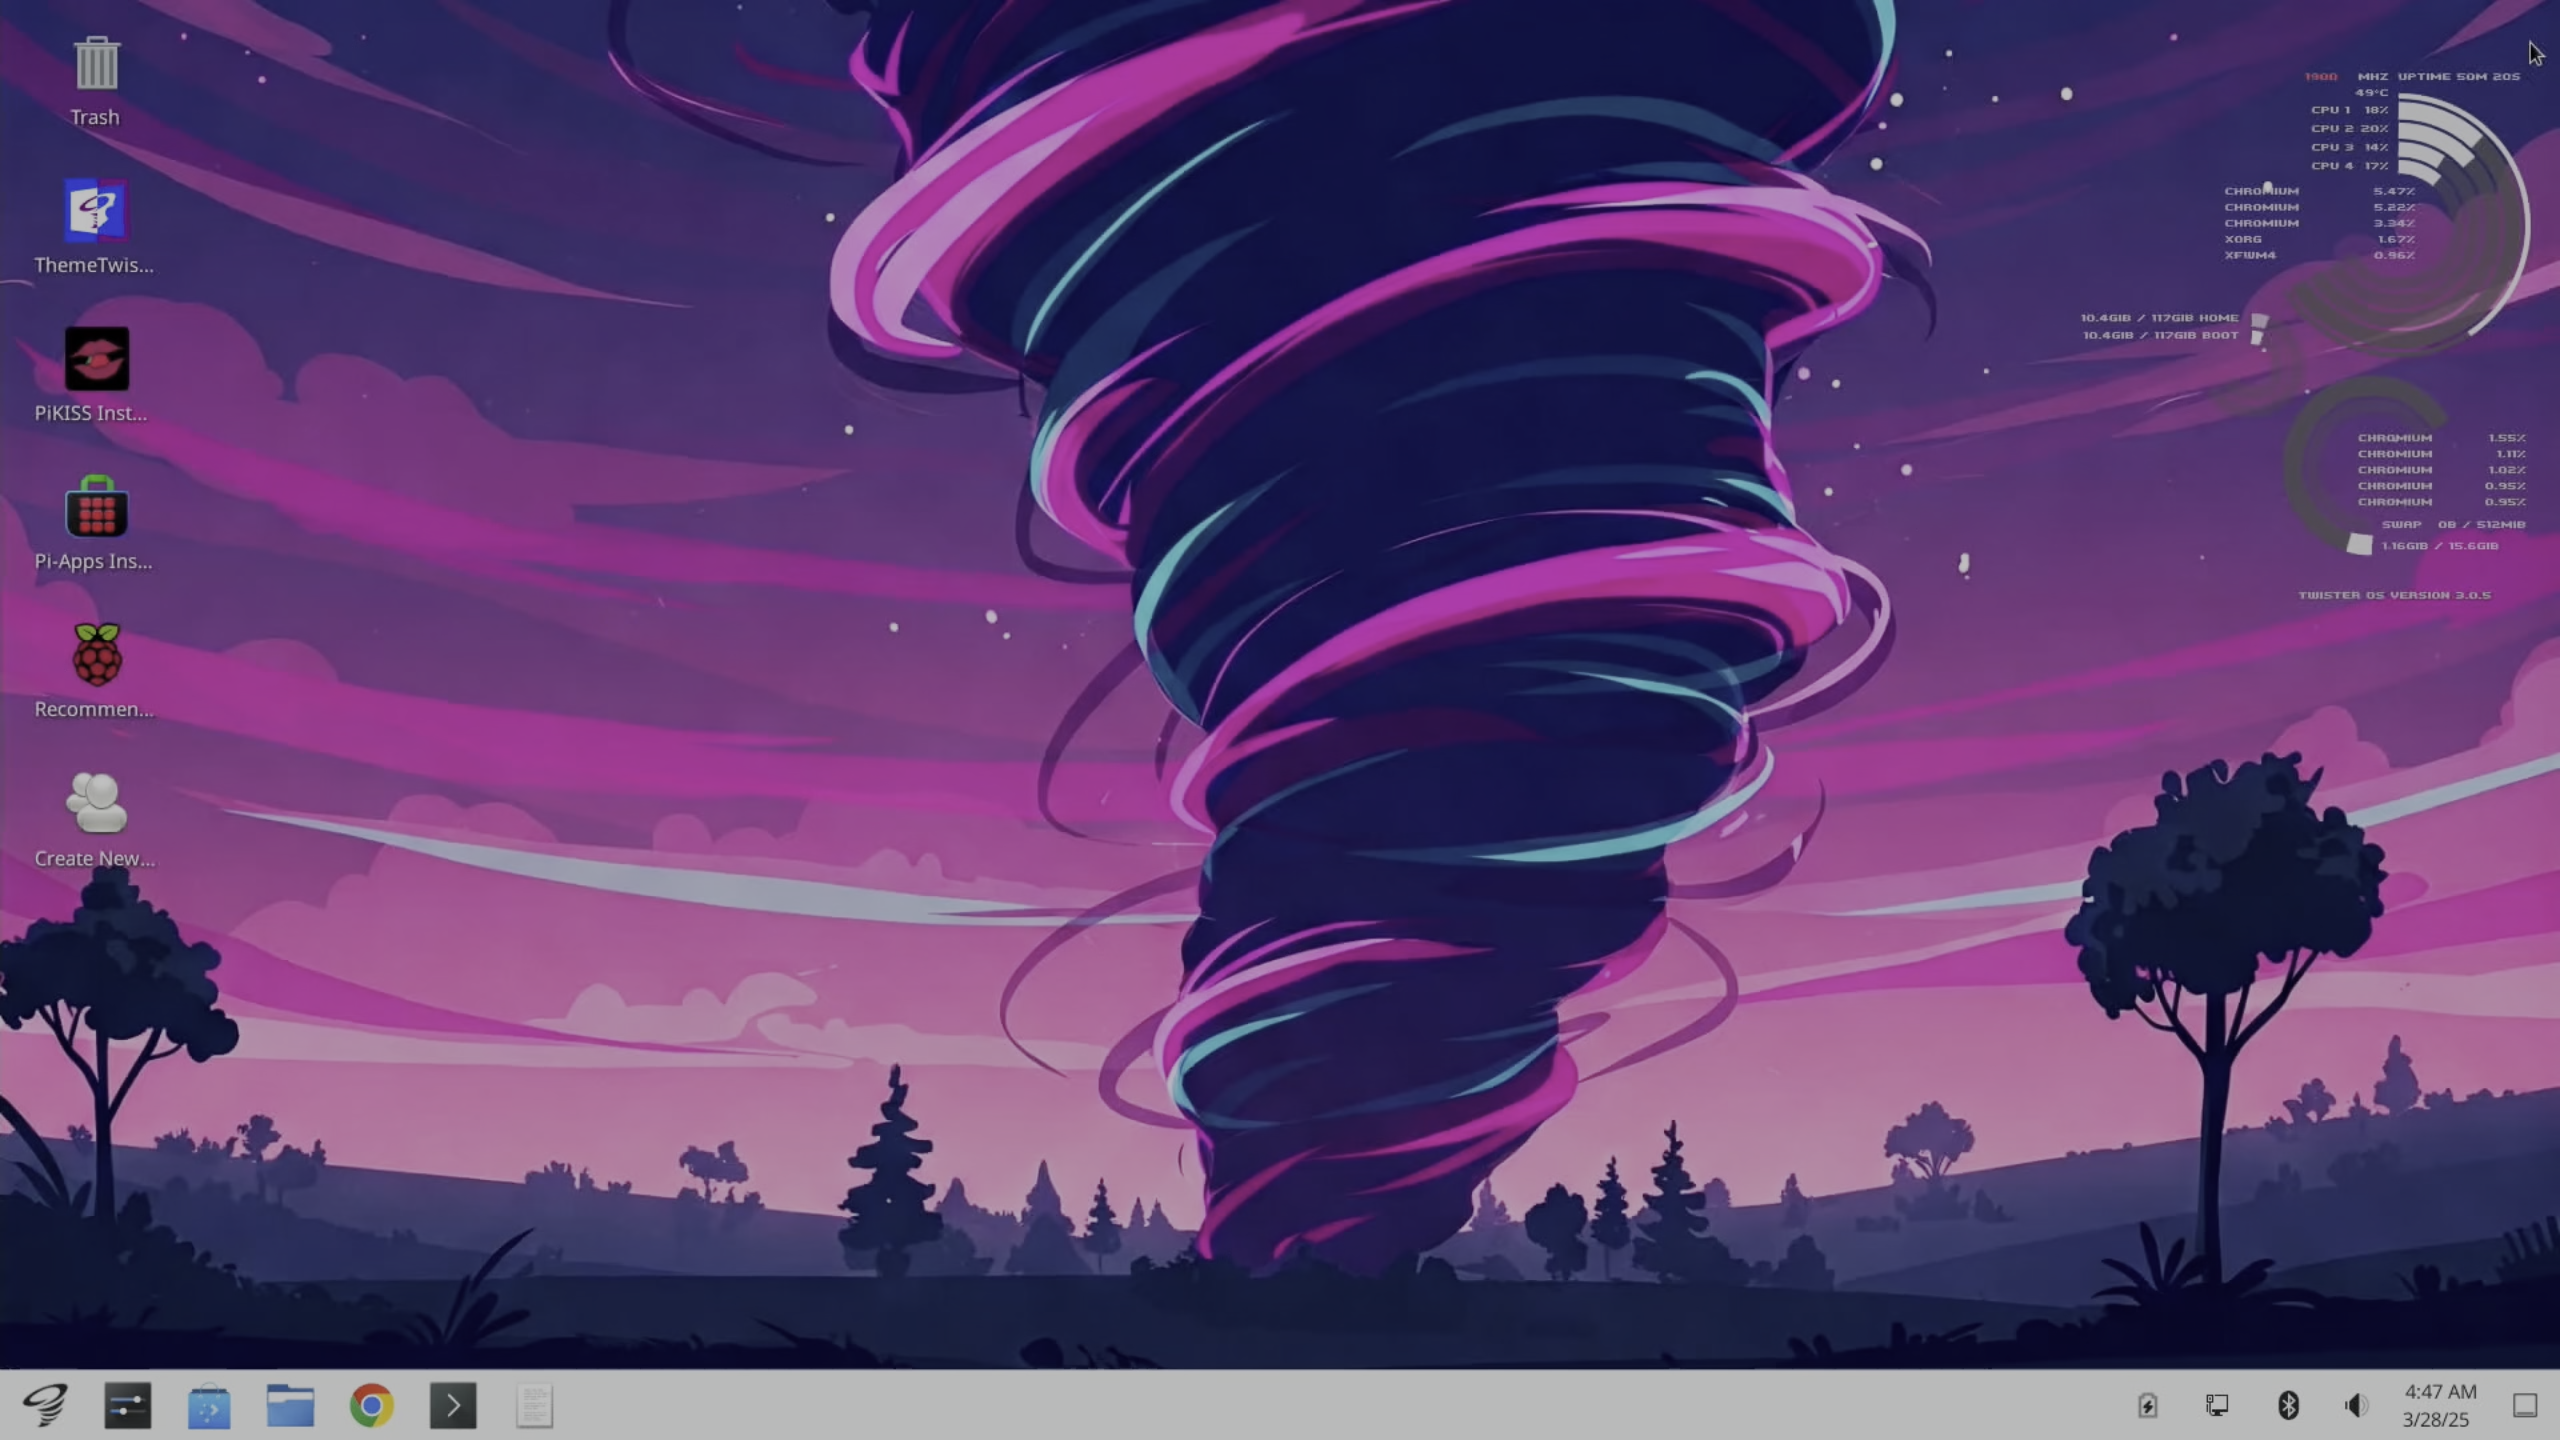 Trash
ThemeTwis...
PiKISS Inst...
Pi-Apps Ins...
Recommen...
Create New...
1900 MHZ UPTIME 50M 20S
49°C
CPU 1 18%
CPU 2 20%
CPU 3 14%
CPU 4 17%
CHROMIUM 5.47%
CHROMIUM 5.22%
CHROMIUM 3.34%
XORG 1.67%
XFWM4 0.96%
10.4GIB / 117GIB HOME
10.4GIB / 117GIB BOOT
CHROMIUM 1.55%
CHROMIUM 1.11%
CHROMIUM 1.02%
CHROMIUM 0.95%
CHROMIUM 0.95%
SWAP 0B / 512MIB
1.16GIB / 15.6GIB
TWISTER OS VERSION 3.0.5
4:47 AM
3/28/25